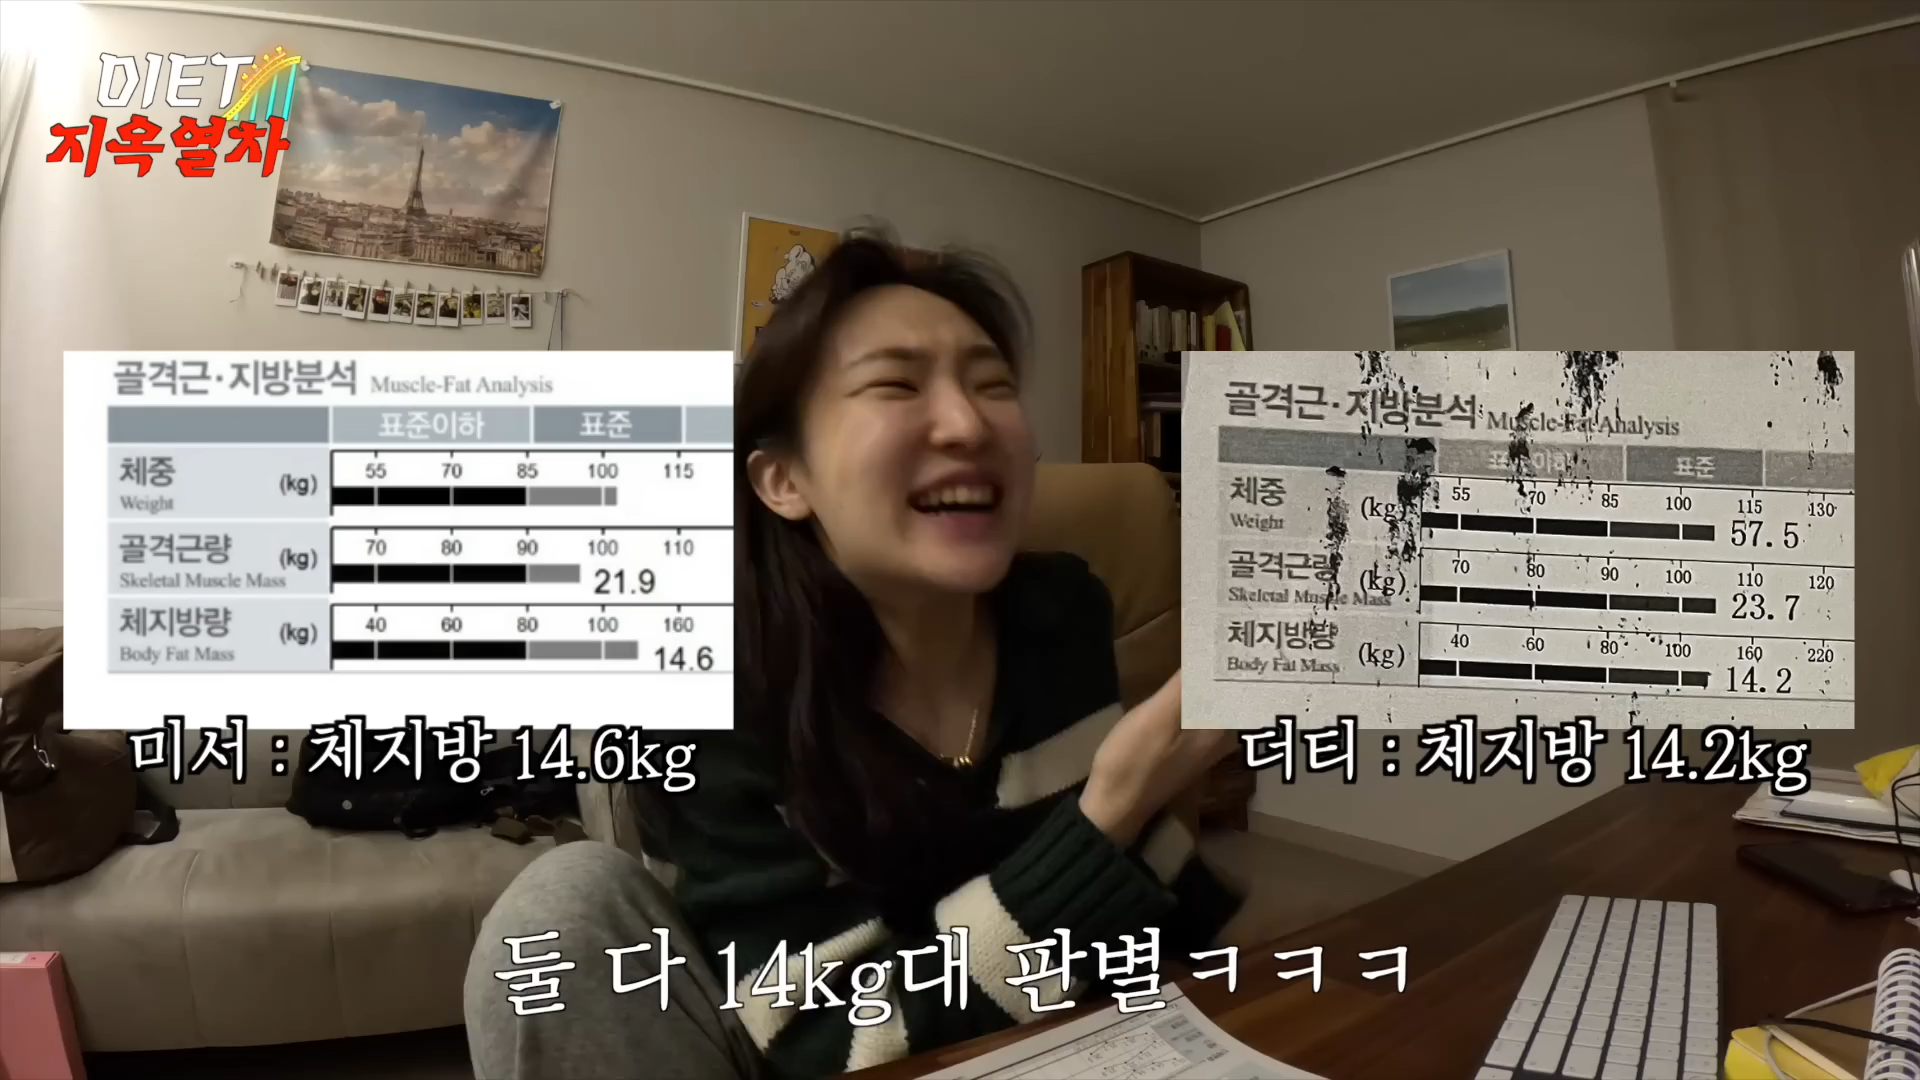 DIET
지옥열차
골격근·지방분석 Muscle-Fat Analysis
표준이하 표준
체중 (kg) 55 70 85 100 115
Weight
골격근량 (kg) 70 80 90 100 110
Skeletal Muscle Mass 21.9
체지방량 (kg) 40 60 80 100 160
Body Fat Mass 14.6
미서 : 체지방 14.6kg
골격근·지방분석 Muscle-Fat Analysis
표준이하 표준
체중 (kg) 55 70 85 100 115 130
Weight 57.5
골격근량 (kg) 70 80 90 100 110 120
Skeletal Muscle Mass 23.7
체지방량 (kg) 40 60 80 100 160 220
Body Fat Mass 14.2
더티 : 체지방 14.2kg
둘 다 14kg대 판별ㅋㅋㅋ